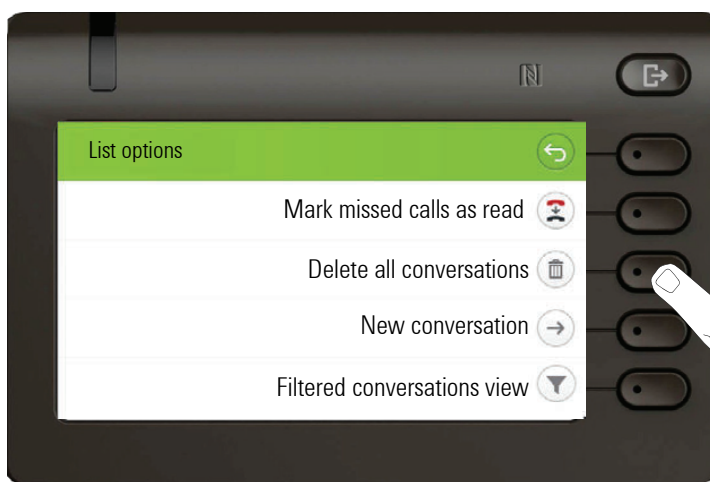 List options
Mark missed calls as read
Delete all conversations
New conversation
Filtered conversations view